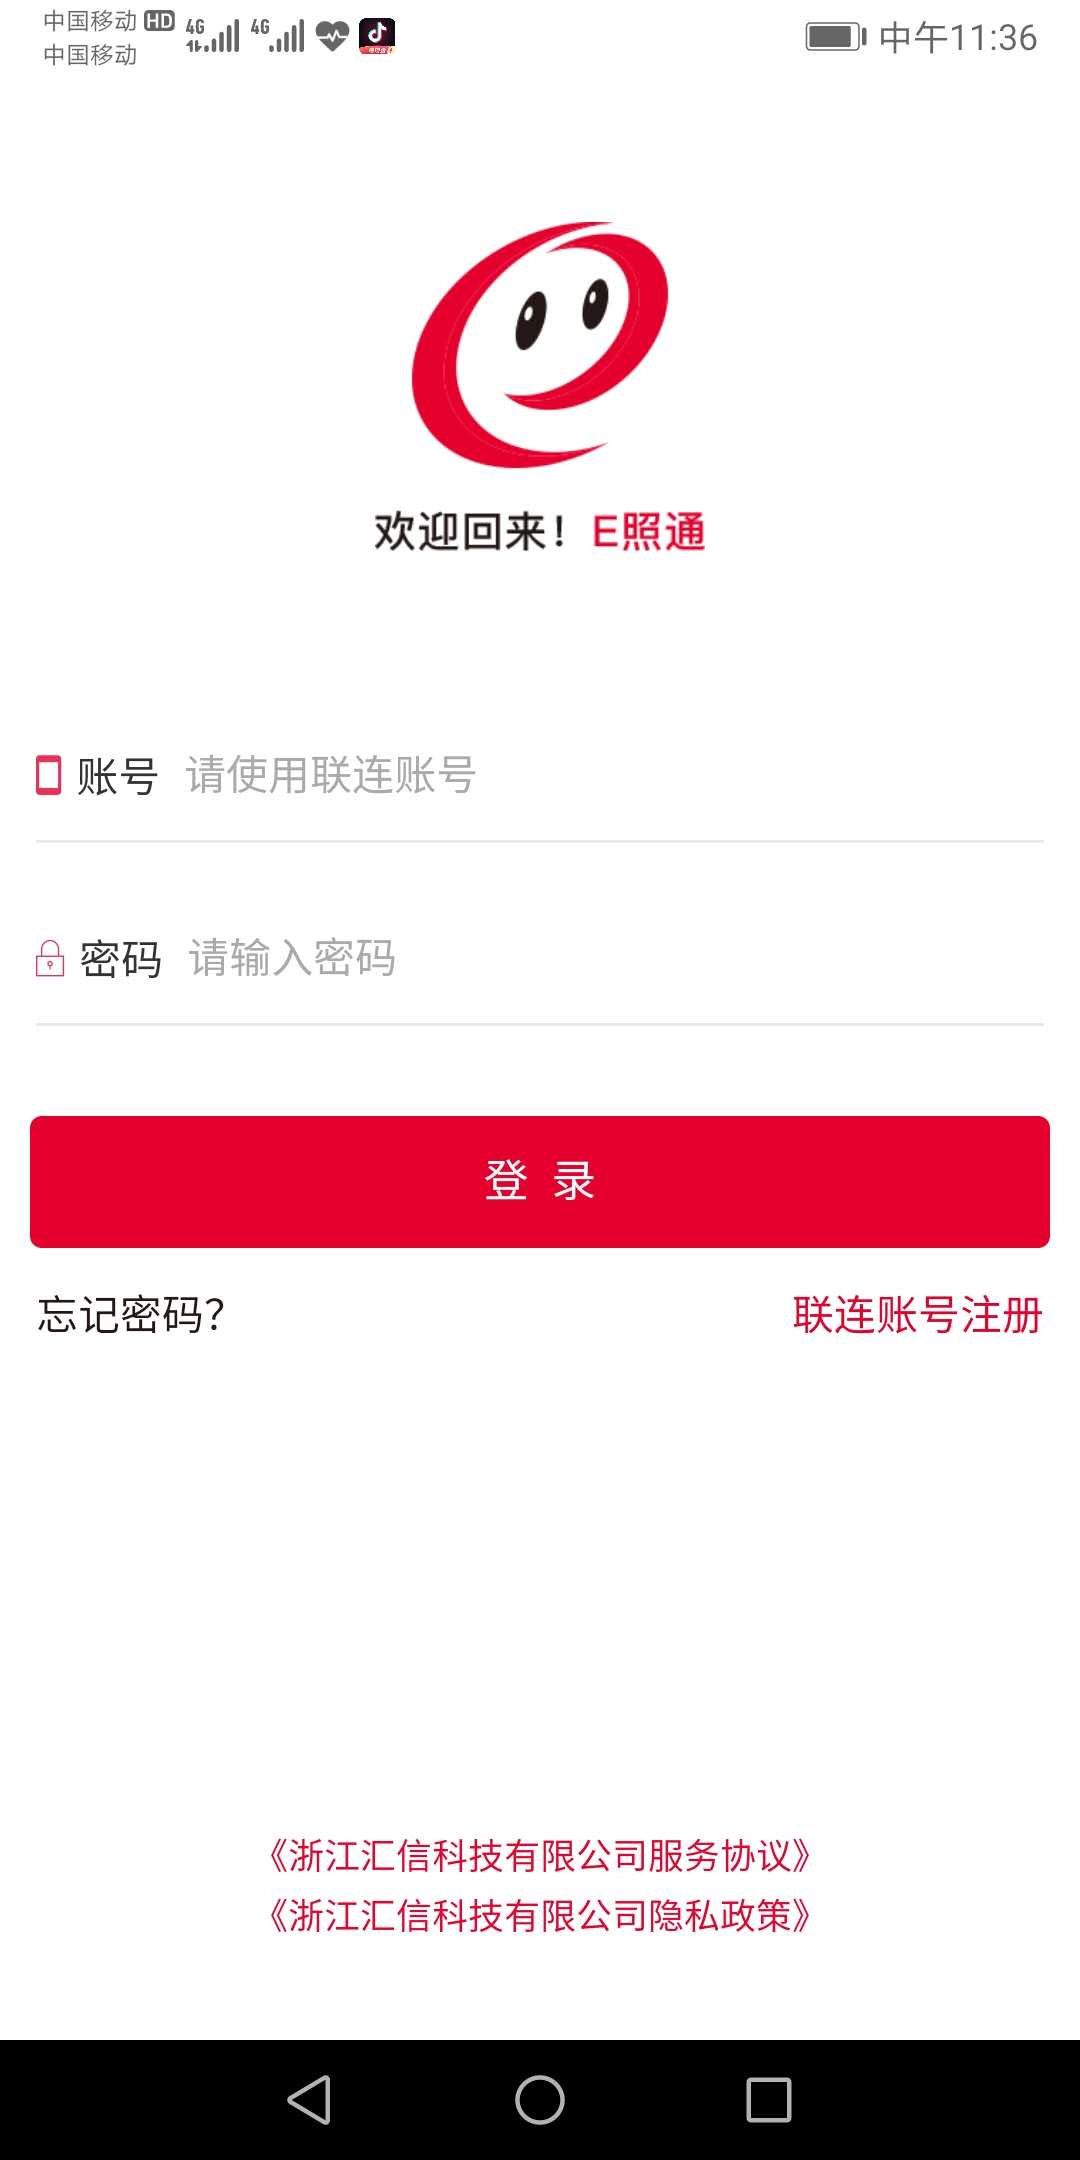 中国移动 HD 4G 4G 中午11:36
中国移动
欢迎回来！E照通
账号 请使用联连账号
密码 请输入密码
登 录
忘记密码？ 联连账号注册
《浙江汇信科技有限公司服务协议》
《浙江汇信科技有限公司隐私政策》